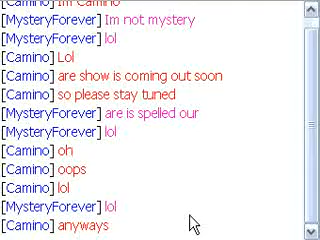 [Camino] Im Camino
[MysteryForever] Im not mystery
[MysteryForever] lol
[Camino] Lol
[Camino] are show is coming out soon
[Camino] so please stay tuned
[MysteryForever] are is spelled our
[MysteryForever] lol
[Camino] oh
[Camino] oops
[Camino] lol
[MysteryForever] lol
[Camino] anyways